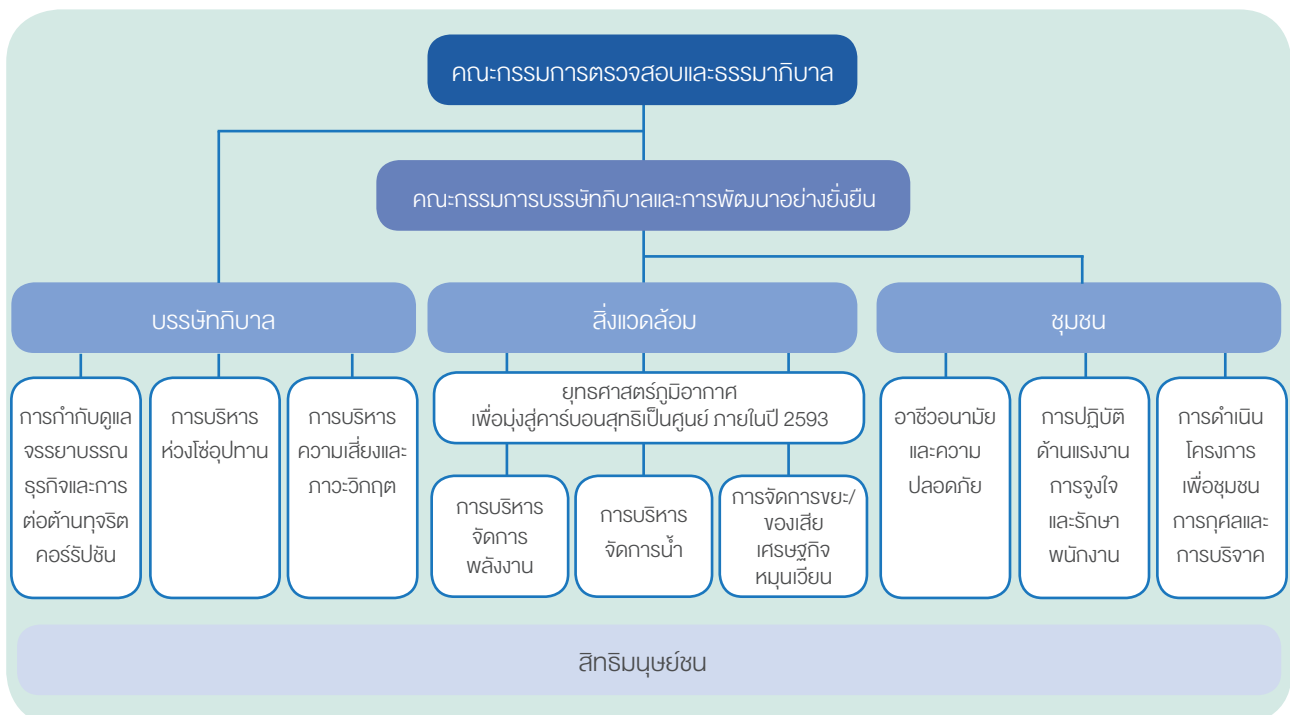 คณะกรรมการตรวจสอบและธรรมาภิบาล
คณะกรรมการบรรษัทภิบาลและการพัฒนาอย่างยั่งยืน
บรรษัทภิบาล
สิ่งแวดล้อม
ชุมชน
การกำกับดูแล
จรรยาบรรณ
ธุรกิจและการ
ต่อต้านทุจริต
คอร์รัปชัน
การบริหาร
ห่วงโซ่อุปทาน
การบริหาร
ความเสี่ยงและ
ภาวะวิกฤต
ยุทธศาสตร์ภูมิอากาศ
เพื่อมุ่งสู่คาร์บอนสุทธิเป็นศูนย์ ภายในปี 2593
การบริหาร
จัดการ
พลังงาน
การบริหาร
จัดการน้ำ
การจัดการขยะ/
ของเสีย
เศรษฐกิจ
หมุนเวียน
อาชีวอนามัย
และความ
ปลอดภัย
การปฏิบัติ
ด้านแรงงาน
การจูงใจ
และรักษา
พนักงาน
การดำเนิน
โครงการ
เพื่อชุมชน
การกุศลและ
การบริจาค
สิทธิมนุษย์ชน